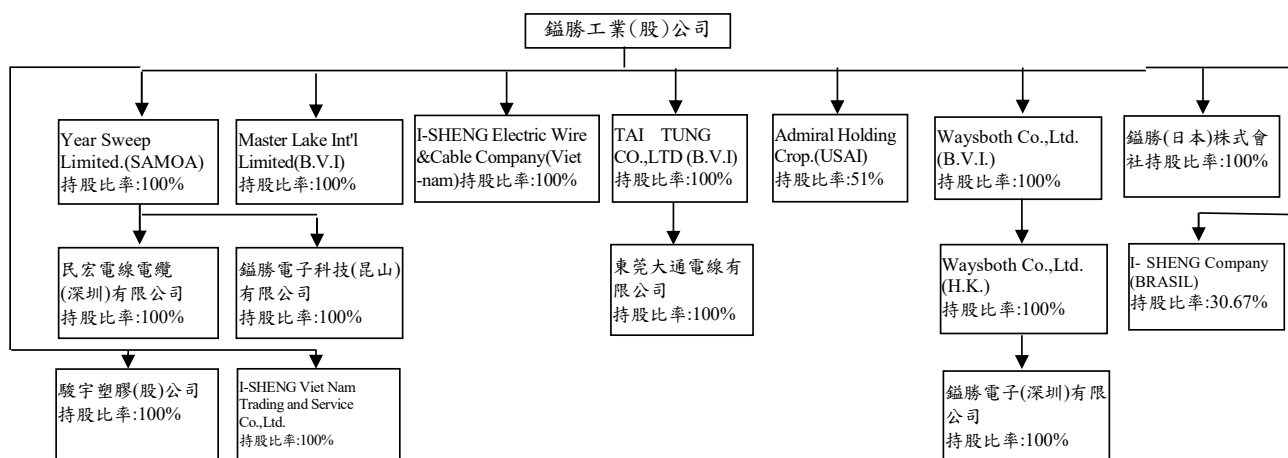 鎰勝工業(股)公司
Year Sweep
Limited.(SAMOA)
持股比率:100%
Master Lake Int'l
Limited(B.V.I)
持股比率:100%
I-SHENG Electric Wire
&Cable Company(Viet
-nam)持股比率:100%
TAI TUNG
CO.,LTD (B.V.I)
持股比率:100%
Admiral Holding
Crop.(USAI)
持股比率:51%
Waysboth Co.,Ltd.
(B.V.I.)
持股比率:100%
鎰勝(日本)株式會
社持股比率:100%
民宏電線電纜
(深圳)有限公司
持股比率:100%
鎰勝電子科技(昆山)
有限公司
持股比率:100%
東莞大通電線有
限公司
持股比率:100%
Waysboth Co.,Ltd.
(H.K.)
持股比率:100%
I- SHENG Company
(BRASIL)
持股比率:30.67%
駿宇塑膠(股)公司
持股比率:100%
I-SHENG Viet Nam
Trading and Service
Co.,Ltd.
持股比率:100%
鎰勝電子(深圳)有限
公司
持股比率:100%